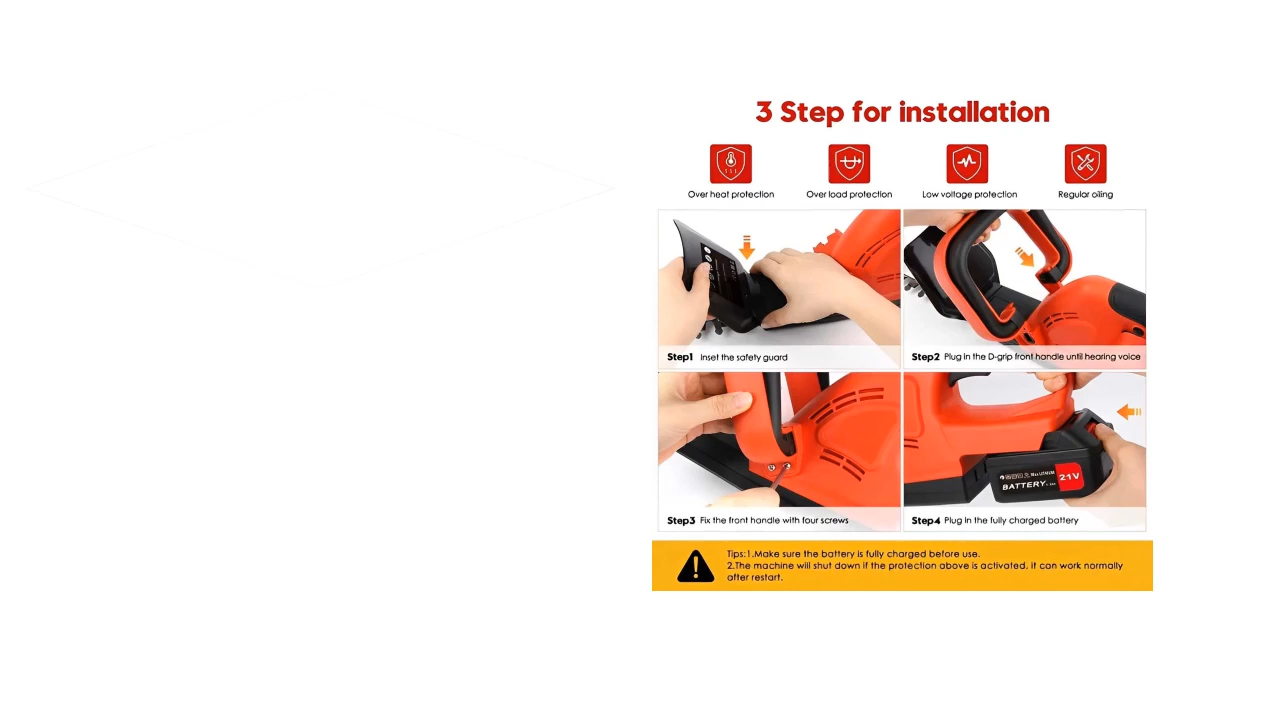 3 Step for installation
Over heat protection
Over load protection
Low voltage protection
Regular oiling
Step1 Inset the safety guard
Step2 Plug in the D-grip front handle until hearing voice
BATTERY
21V
Step3 Fix the front handle with four screws
Step4 Plug in the fully charged battery
Tips:1.Make sure the battery is fully charged before use.
2.The machine will shut down if the protection above is activated, it can work normally
after restart.